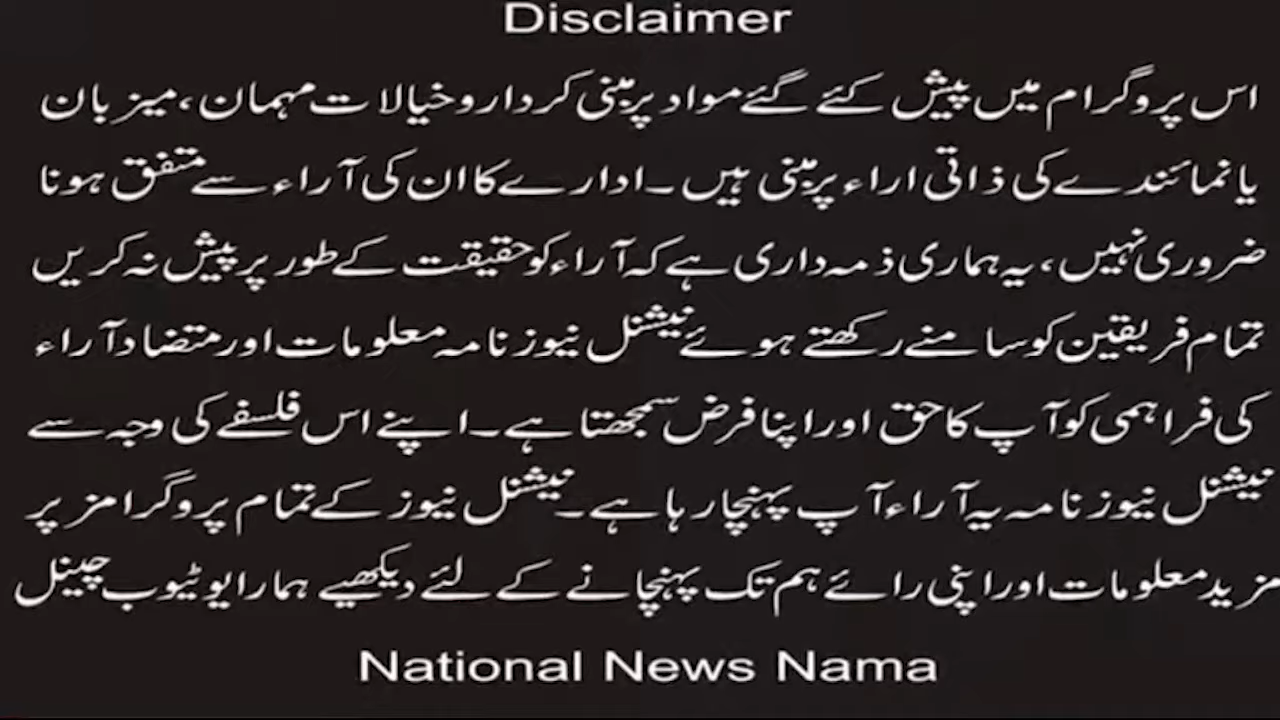 Disclaimer
اس پروگرام میں پیش کئے گئے مواد پر مبنی کردار و خیالات مہمان، میزبان
یا نمائندے کی ذاتی اراء پر مبنی ہیں۔ ادارے کا ان کی آراء سے متفق ہونا
ضروری نہیں، یہ ہماری ذمہ داری ہے کہ آراء کو حقیقت کے طور پر پیش نہ کریں
تمام فریقین کو سامنے رکھتے ہوئے نیشنل نیوز نامہ معلومات اور متضاد آراء
کی فراہمی کو آپ کا حق اور اپنا فرض سمجھتا ہے۔ اپنے اس فلسفے کی وجہ سے
نیشنل نیوز نامہ یہ آراء آپ پہنچا رہا ہے۔ نیشنل نیوز کے تمام پروگرامز پر
مزید معلومات اور اپنی رائے ہم تک پہنچانے کے لئے دیکھیے ہمارا یوٹیوب چینل
National News Nama